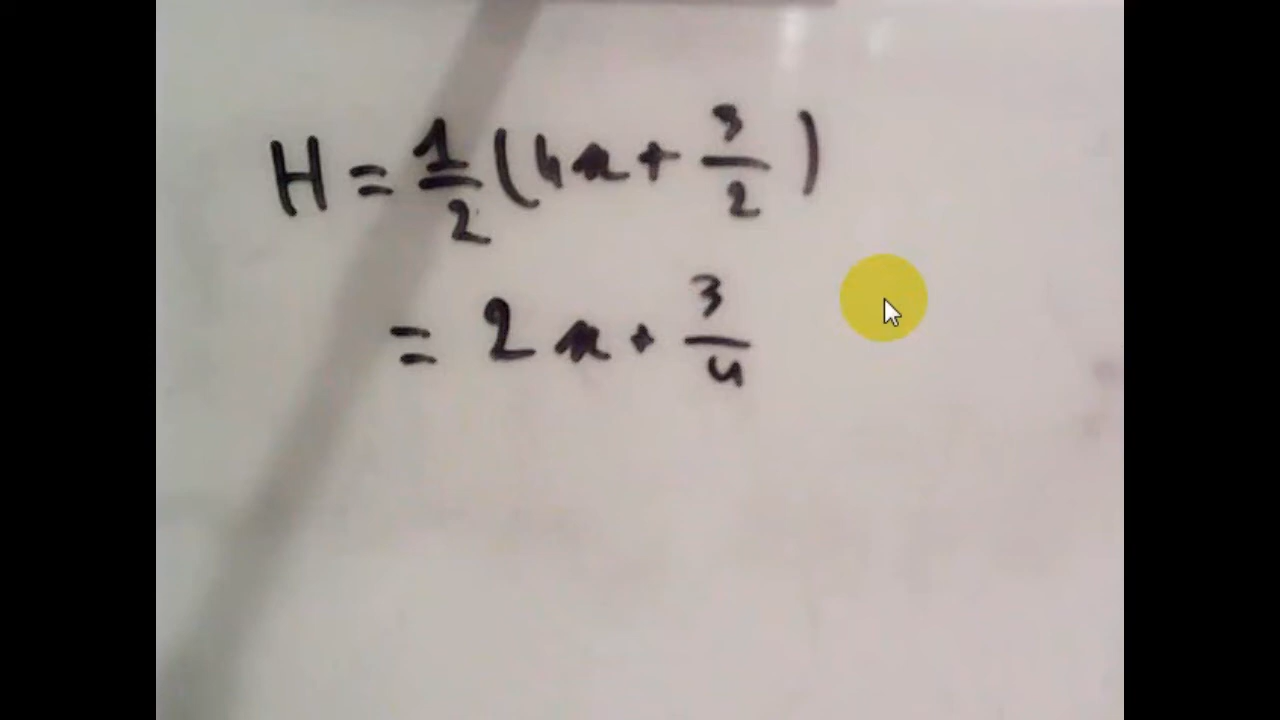 H = 1/2 (4x + 3/2)
= 2x + 3/4